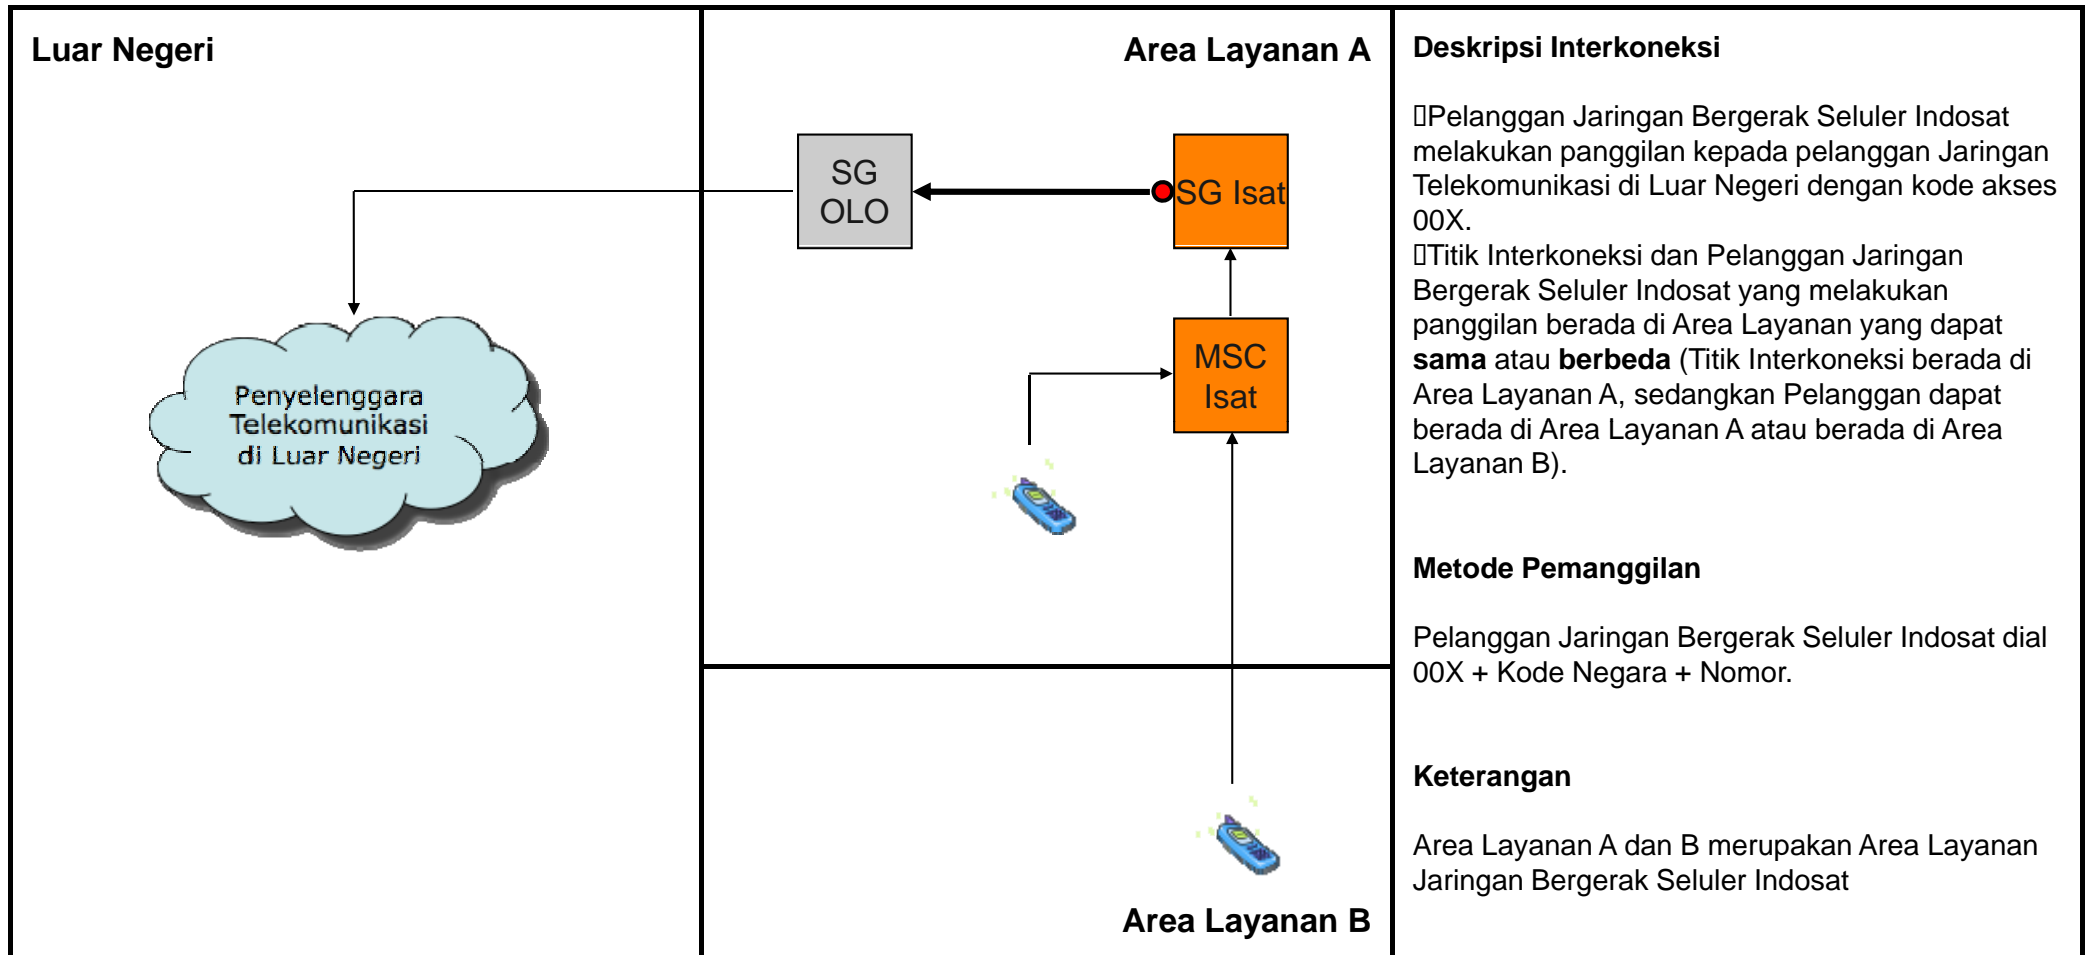 Luar Negeri
Penyelenggara
Telekomunikasi
di Luar Negeri
Area Layanan A
SG
OLO
SG Isat
MSC
Isat
Area Layanan B
Deskripsi Interkoneksi
Pelanggan Jaringan Bergerak Seluler Indosat
melakukan panggilan kepada pelanggan Jaringan
Telekomunikasi di Luar Negeri dengan kode akses
00X.
Titik Interkoneksi dan Pelanggan Jaringan
Bergerak Seluler Indosat yang melakukan
panggilan berada di Area Layanan yang dapat
sama atau berbeda (Titik Interkoneksi berada di
Area Layanan A, sedangkan Pelanggan dapat
berada di Area Layanan A atau berada di Area
Layanan B).
Metode Pemanggilan
Pelanggan Jaringan Bergerak Seluler Indosat dial
00X + Kode Negara + Nomor.
Keterangan
Area Layanan A dan B merupakan Area Layanan
Jaringan Bergerak Seluler Indosat